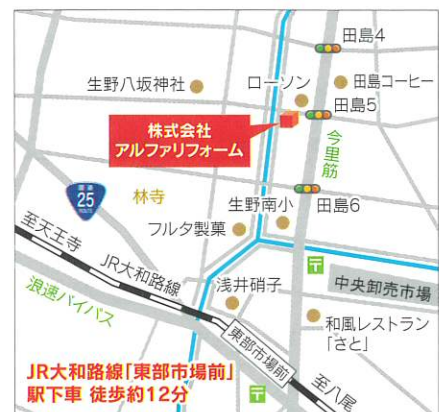 田島4
生野八坂神社
ローソン
田島コーヒー
田島5
株式会社
アルファリフォーム
今里筋
国道
25
ROUTE
林寺
生野南小
田島6
フルタ製菓
至天王寺
JR大和路線
中央卸売市場
浪速バイパス
浅井硝子
和風レストラン
「さと」
東部市場前
至八尾
JR大和路線「東部市場前」
駅下車 徒歩約12分